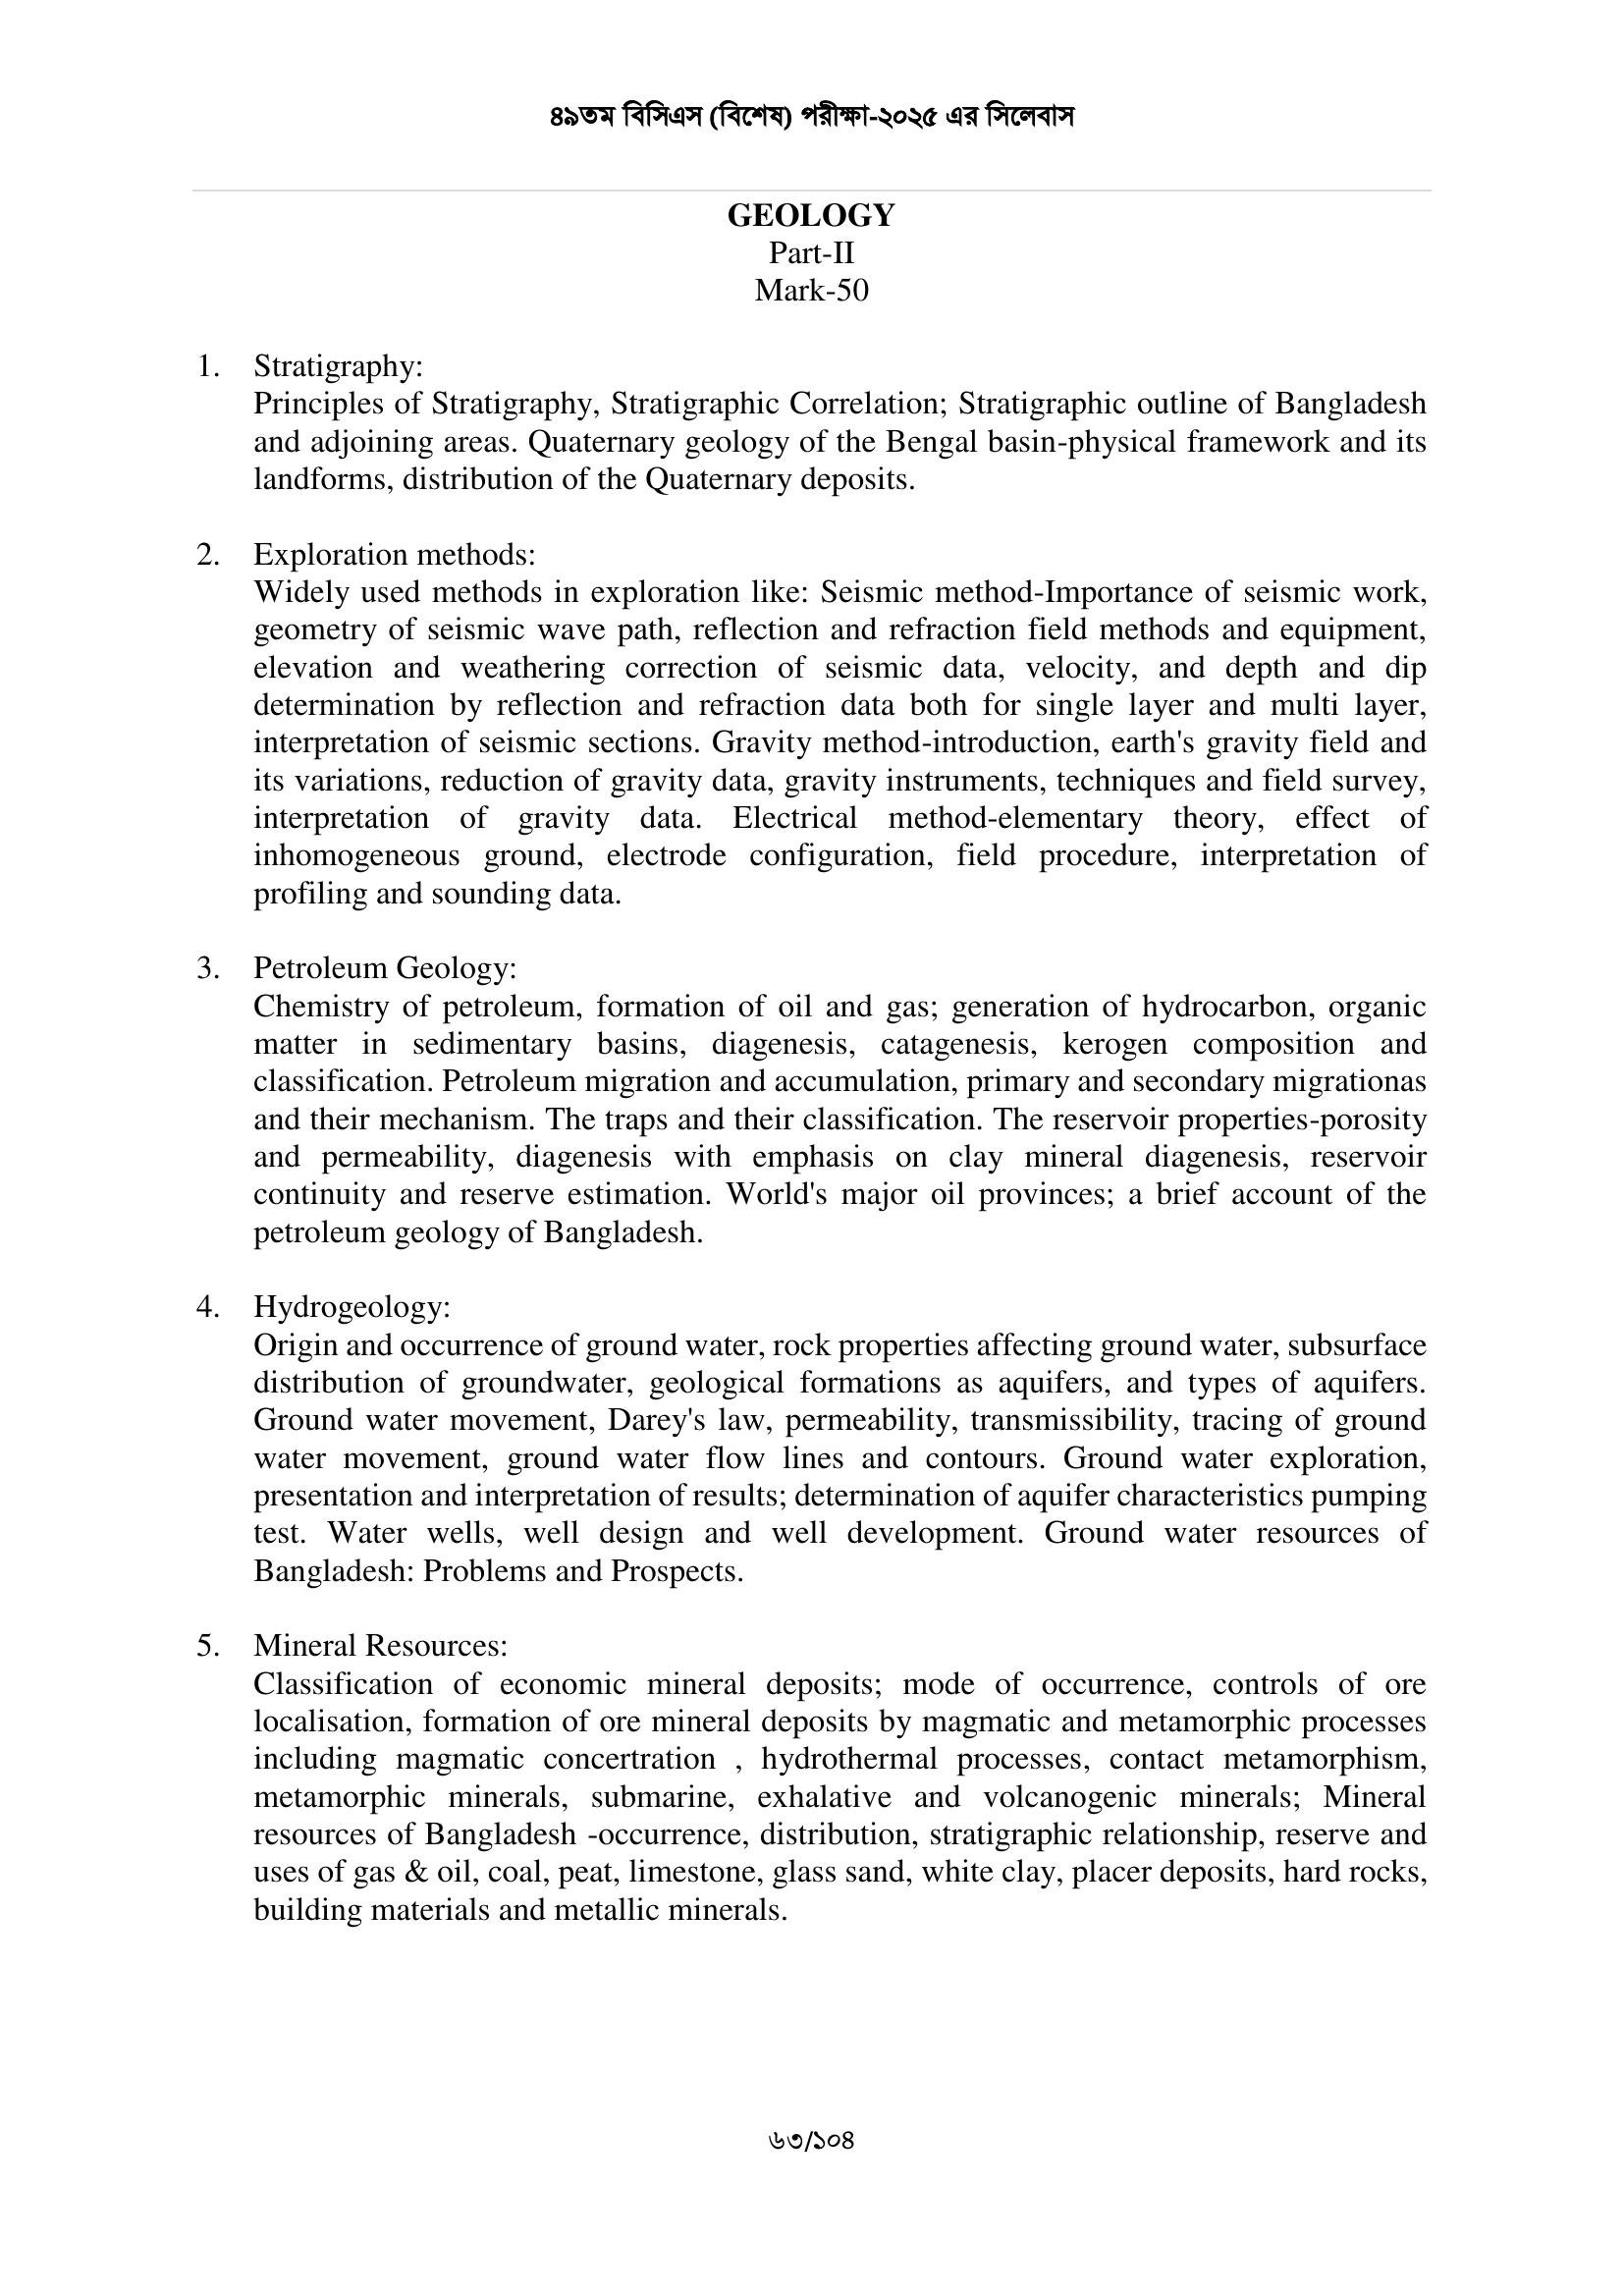 ৪৯তম বিসিএস (বিশেষ) পরীক্ষা-২০২৫ এর সিলেবাস
GEOLOGY
Part-II
Mark-50
1. Stratigraphy:
Principles of Stratigraphy, Stratigraphic Correlation; Stratigraphic outline of Bangladesh
and adjoining areas. Quaternary geology of the Bengal basin-physical framework and its
landforms, distribution of the Quaternary deposits.
2. Exploration methods:
Widely used methods in exploration like: Seismic method-Importance of seismic work,
geometry of seismic wave path, reflection and refraction field methods and equipment,
elevation and weathering correction of seismic data, velocity, and depth and dip
determination by reflection and refraction data both for single layer and multi layer,
interpretation of seismic sections. Gravity method-introduction, earth's gravity field and
its variations, reduction of gravity data, gravity instruments, techniques and field survey,
interpretation of gravity data. Electrical method-elementary theory, effect of
inhomogeneous ground, electrode configuration, field procedure, interpretation of
profiling and sounding data.
3. Petroleum Geology:
Chemistry of petroleum, formation of oil and gas; generation of hydrocarbon, organic
matter in sedimentary basins, diagenesis, catagenesis, kerogen composition and
classification. Petroleum migration and accumulation, primary and secondary migrationas
and their mechanism. The traps and their classification. The reservoir properties-porosity
and permeability, diagenesis with emphasis on clay mineral diagenesis, reservoir
continuity and reserve estimation. World's major oil provinces; a brief account of the
petroleum geology of Bangladesh.
4. Hydrogeology:
Origin and occurrence of ground water, rock properties affecting ground water, subsurface
distribution of groundwater, geological formations as aquifers, and types of aquifers.
Ground water movement, Darey's law, permeability, transmissibility, tracing of ground
water movement, ground water flow lines and contours. Ground water exploration,
presentation and interpretation of results; determination of aquifer characteristics pumping
test. Water wells, well design and well development. Ground water resources of
Bangladesh: Problems and Prospects.
5. Mineral Resources:
Classification of economic mineral deposits; mode of occurrence, controls of ore
localisation, formation of ore mineral deposits by magmatic and metamorphic processes
including magmatic concertration , hydrothermal processes, contact metamorphism,
metamorphic minerals, submarine, exhalative and volcanogenic minerals; Mineral
resources of Bangladesh -occurrence, distribution, stratigraphic relationship, reserve and
uses of gas & oil, coal, peat, limestone, glass sand, white clay, placer deposits, hard rocks,
building materials and metallic minerals.
৬৩/১০৪